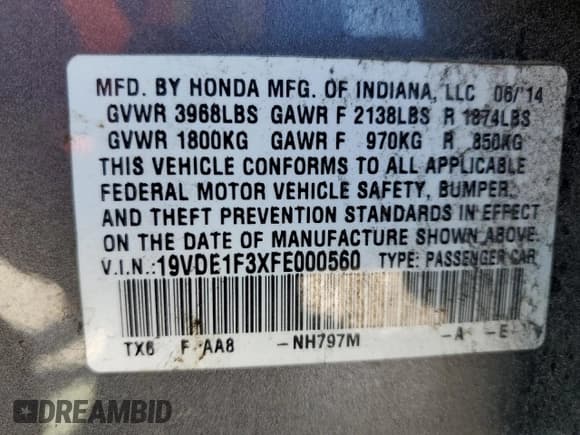 MFD. BY HONDA MFG. OF INDIANA, LLC 06/'14
GVWR 3968LBS GAWR F 2138LBS R 1874LBS
GVWR 1800KG GAWR F 970KG R 850KG
THIS VEHICLE CONFORMS TO ALL APPLICABLE
FEDERAL MOTOR VEHICLE SAFETY, BUMPER,
AND THEFT PREVENTION STANDARDS IN EFFECT
ON THE DATE OF MANUFACTURE SHOWN ABOVE.
V.I.N.:19VDE1F3XFE000560 TYPE: PASSENGER CAR
TX6 F AA8 -NH797M -A -E-
DREAMBID